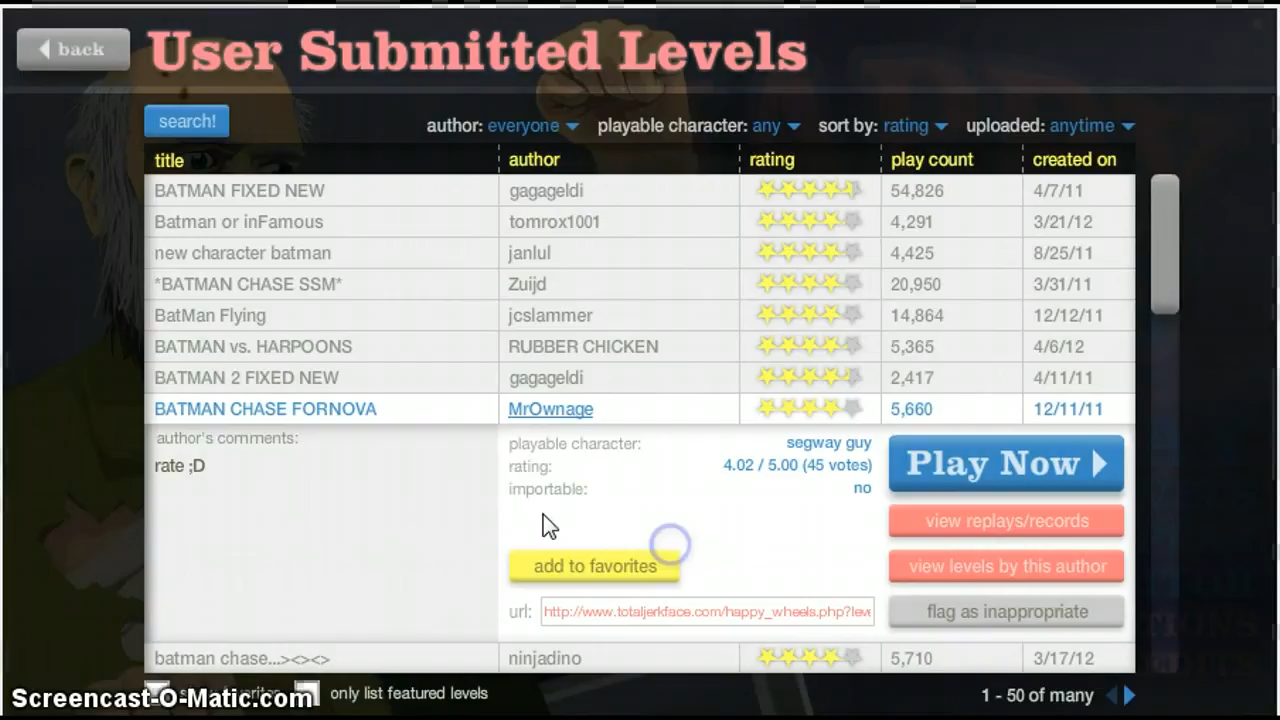 back
User Submitted Levels
search!
author: everyone playable character: any sort by: rating uploaded: anytime
title author rating play count created on
BATMAN FIXED NEW gagageldi 54,826 4/7/11
Batman or inFamous tomrox1001 4,291 3/21/12
new character batman janlul 4,425 8/25/11
*BATMAN CHASE SSM* Zuijd 20,950 3/31/11
BatMan Flying jcslammer 14,864 12/12/11
BATMAN vs. HARPOONS RUBBER CHICKEN 5,365 4/6/12
BATMAN 2 FIXED NEW gagageldi 2,417 4/11/11
BATMAN CHASE FORNOVA MrOwnage 5,660 12/11/11
author's comments: playable character: segway guy Play Now
rate ;D rating: 4.02 / 5.00 (45 votes)
importable: no
view replays/records
add to favorites view levels by this author
url: http://www.totaljerkface.com/happy_wheels.php?leve flag as inappropriate
batman chase...><><> ninjadino 5,710 3/17/12
only list featured levels 1 - 50 of many
Screencast-O-Matic.com